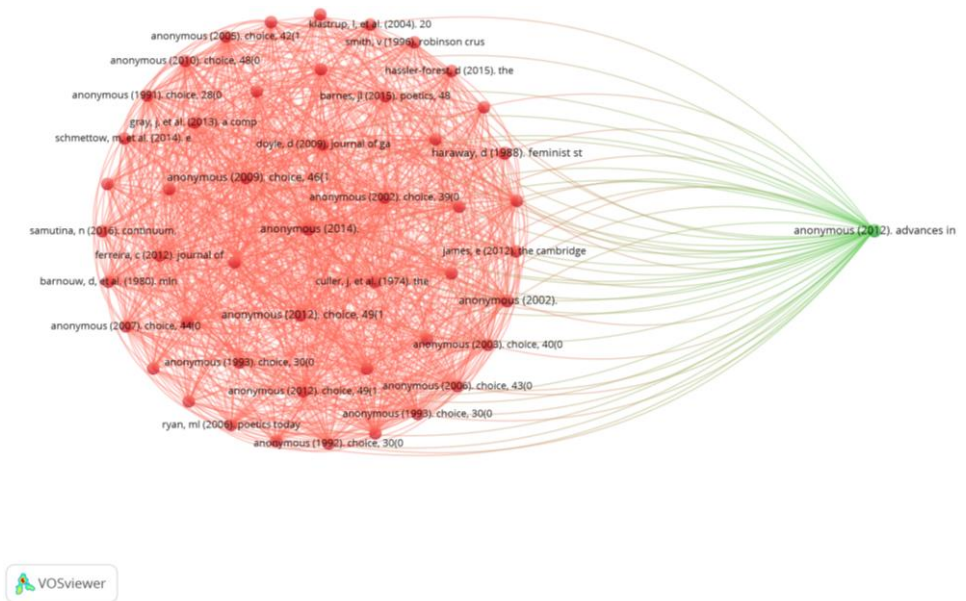 klastrup, l, et al. (2004). 20
anonymous (2005). choice, 42(1
smith, v (1996). robinson crus
anonymous (2010). choice, 48(0
hassler-forest, d (2015). the
anonymous (1991). choice, 28(0
barnes, jl (2015). poetics, 48
gray, j. et al. (2013). a comp
schmettow, m, et al. (2014). e
doyle, d (2009). journal of ga
haraway, d (1988). feminist st
anonymous (2009). choice, 46(1
anonymous (2002). choice, 39(0
samutina, n (2016). continuum.
anonymous (2014).
anonymous (2012). advances in
ferreira, c (2012). journal of
james, e (2012). the cambridge
barnouw, d, et al. (1980). mln
culler, j. et al (1974). the
anonymous (2002).
anonymous (2012). choice, 49(1
anonymous (2007). choice, 44(0
anonymous (2003). choice, 40(0
anonymous (1993). choice, 30(0
anonymous (2012). choice, 49(1
anonymous (2006). choice, 43(0
anonymous (1993). choice, 30(0
ryan, ml (2006). poetics today
anonymous (1992). choice, 30(0
VOSviewer